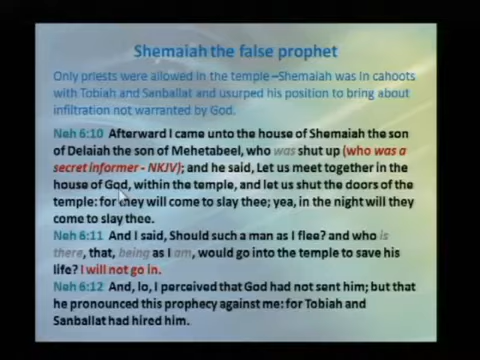 Shemaiah the false prophet
Only priests were allowed in the temple –Shemaiah was in cahoots
with Tobiah and Sanballat and usurped his position to bring about
infiltration not warranted by God.
Neh 6:10 Afterward I came unto the house of Shemaiah the son
of Delaiah the son of Mehetabeel, who was shut up (who was a
secret informer - NKJV); and he said, Let us meet together in the
house of God, within the temple, and let us shut the doors of the
temple: for they will come to slay thee; yea, in the night will they
come to slay thee.
Neh 6:11 And I said, Should such a man as I flee? and who is
there, that, being as I am, would go into the temple to save his
life? I will not go in.
Neh 6:12 And, lo, I perceived that God had not sent him; but that
he pronounced this prophecy against me: for Tobiah and
Sanballat had hired him.